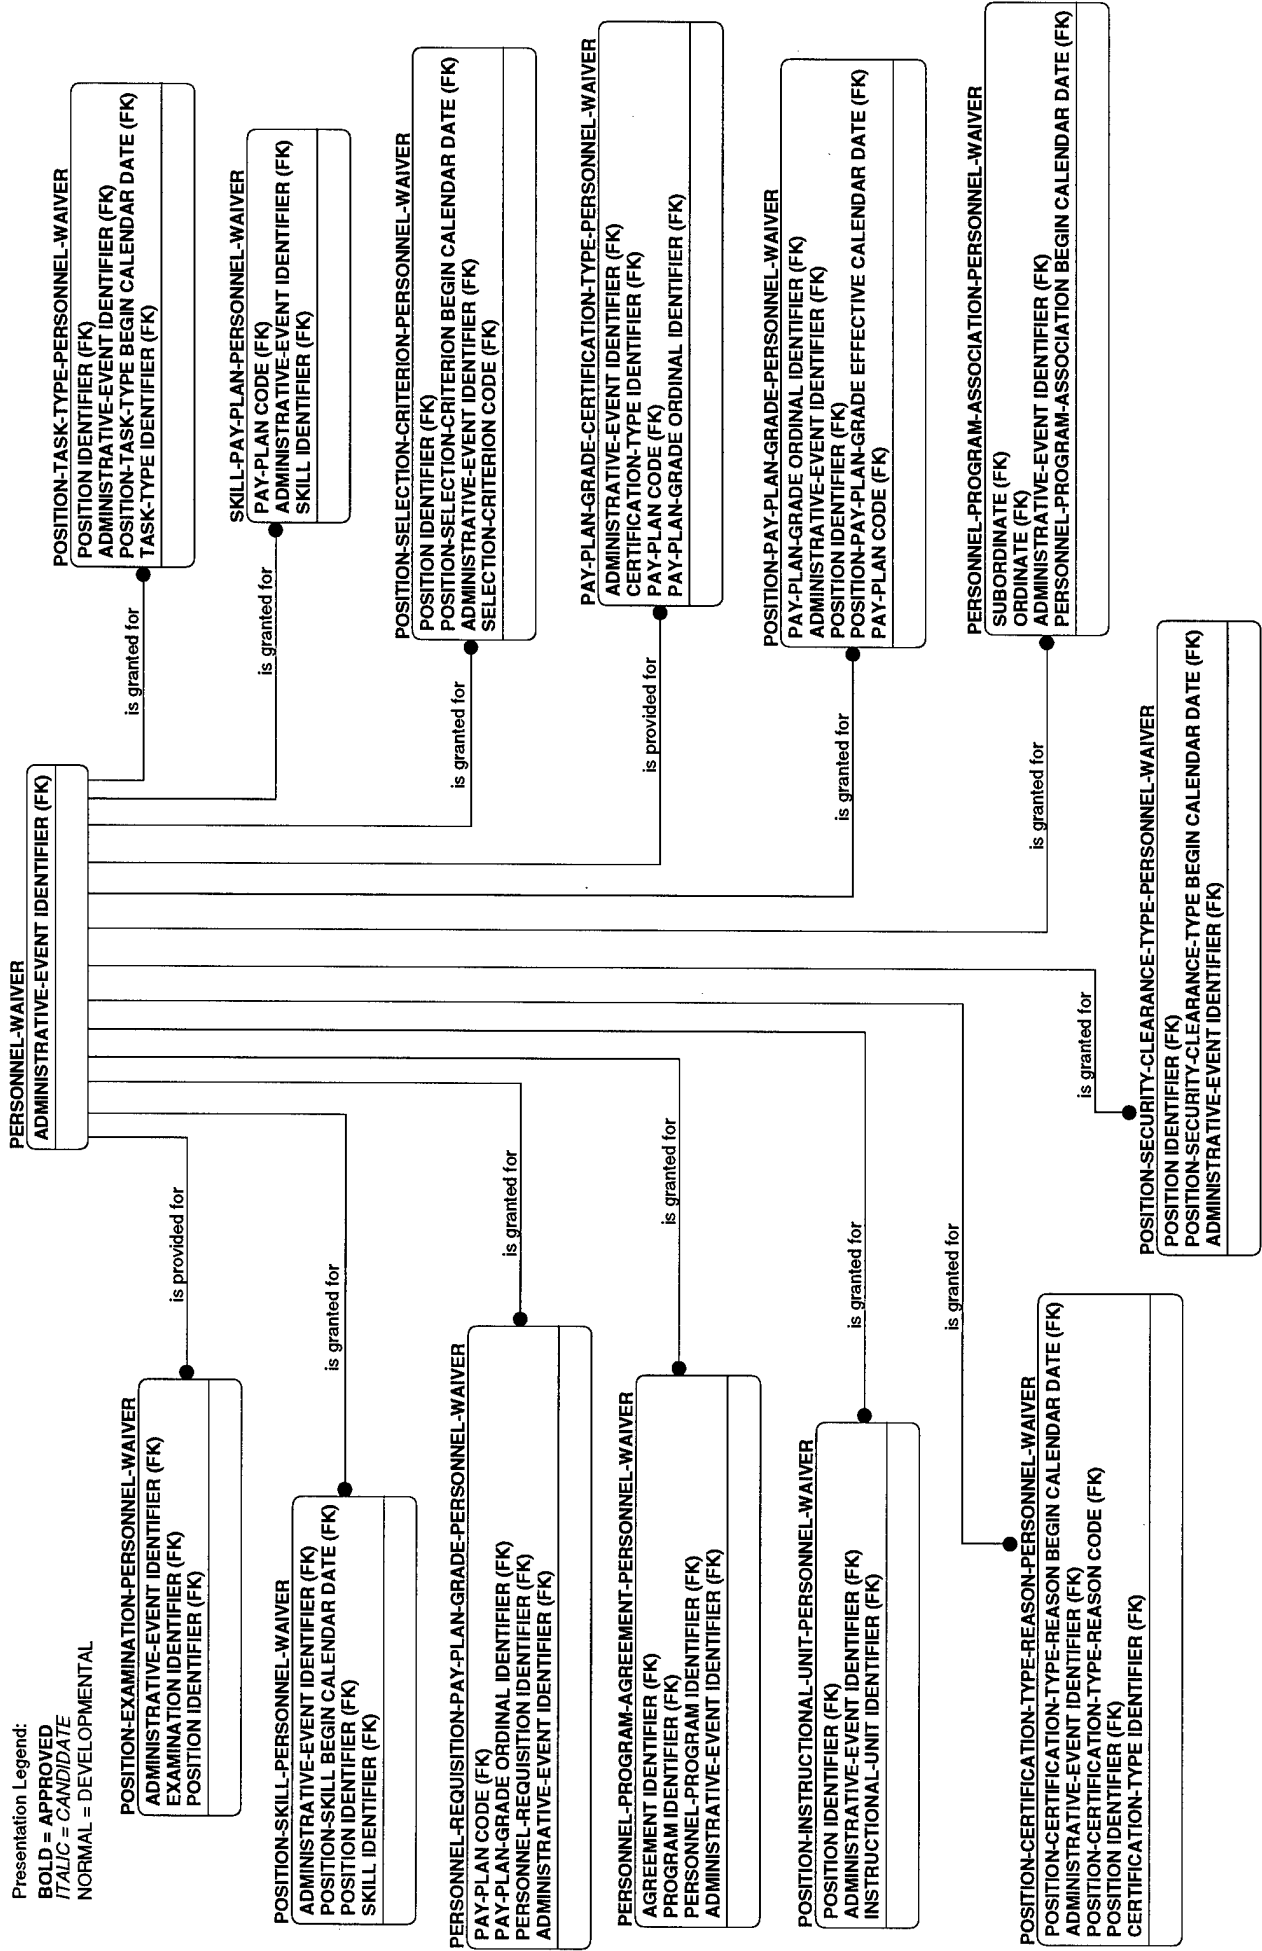 Presentation Legend:
BOLD = APPROVED
ITALIC = CANDIDATE
NORMAL = DEVELOPMENTAL
PERSONNEL-WAIVER
ADMINISTRATIVE-EVENT IDENTIFIER (FK)
POSITION-EXAMINATION-PERSONNEL-WAIVER
ADMINISTRATIVE-EVENT IDENTIFIER (FK)
EXAMINATION IDENTIFIER (FK)
POSITION IDENTIFIER (FK)
is provided for
POSITION-SKILL-PERSONNEL-WAIVER
ADMINISTRATIVE-EVENT IDENTIFIER (FK)
POSITION-SKILL BEGIN CALENDAR DATE (FK)
POSITION IDENTIFIER (FK)
SKILL IDENTIFIER (FK)
is granted for
PERSONNEL-REQUISITION-PAY-PLAN-GRADE-PERSONNEL-WAIVER
PAY-PLAN CODE (FK)
PAY-PLAN-GRADE ORDINAL IDENTIFIER (FK)
PERSONNEL-REQUISITION IDENTIFIER (FK)
ADMINISTRATIVE-EVENT IDENTIFIER (FK)
is granted for
PERSONNEL-PROGRAM-AGREEMENT-PERSONNEL-WAIVER
AGREEMENT IDENTIFIER (FK)
PROGRAM IDENTIFIER (FK)
PERSONNEL-PROGRAM IDENTIFIER (FK)
ADMINISTRATIVE-EVENT IDENTIFIER (FK)
is granted for
POSITION-INSTRUCTIONAL-UNIT-PERSONNEL-WAIVER
POSITION IDENTIFIER (FK)
ADMINISTRATIVE-EVENT IDENTIFIER (FK)
INSTRUCTIONAL-UNIT IDENTIFIER (FK)
is granted for
POSITION-CERTIFICATION-TYPE-REASON-PERSONNEL-WAIVER
POSITION-CERTIFICATION-TYPE-REASON BEGIN CALENDAR DATE (FK)
ADMINISTRATIVE-EVENT IDENTIFIER (FK)
POSITION-CERTIFICATION-TYPE-REASON CODE (FK)
POSITION IDENTIFIER (FK)
CERTIFICATION-TYPE IDENTIFIER (FK)
is granted for
POSITION-SECURITY-CLEARANCE-TYPE-PERSONNEL-WAIVER
POSITION IDENTIFIER (FK)
POSITION-SECURITY-CLEARANCE-TYPE BEGIN CALENDAR DATE (FK)
ADMINISTRATIVE-EVENT IDENTIFIER (FK)
is granted for
POSITION-TASK-TYPE-PERSONNEL-WAIVER
POSITION IDENTIFIER (FK)
ADMINISTRATIVE-EVENT IDENTIFIER (FK)
POSITION-TASK-TYPE BEGIN CALENDAR DATE (FK)
TASK-TYPE IDENTIFIER (FK)
is granted for
SKILL-PAY-PLAN-PERSONNEL-WAIVER
PAY-PLAN CODE (FK)
ADMINISTRATIVE-EVENT IDENTIFIER (FK)
SKILL IDENTIFIER (FK)
is granted for
POSITION-SELECTION-CRITERION-PERSONNEL-WAIVER
POSITION IDENTIFIER (FK)
POSITION-SELECTION-CRITERION BEGIN CALENDAR DATE (FK)
ADMINISTRATIVE-EVENT IDENTIFIER (FK)
SELECTION-CRITERION CODE (FK)
is granted for
PAY-PLAN-GRADE-CERTIFICATION-TYPE-PERSONNEL-WAIVER
ADMINISTRATIVE-EVENT IDENTIFIER (FK)
CERTIFICATION-TYPE IDENTIFIER (FK)
PAY-PLAN CODE (FK)
PAY-PLAN-GRADE ORDINAL IDENTIFIER (FK)
is provided for
POSITION-PAY-PLAN-GRADE-PERSONNEL-WAIVER
PAY-PLAN-GRADE ORDINAL IDENTIFIER (FK)
ADMINISTRATIVE-EVENT IDENTIFIER (FK)
POSITION IDENTIFIER (FK)
POSITION-PAY-PLAN-GRADE EFFECTIVE CALENDAR DATE (FK)
PAY-PLAN CODE (FK)
is granted for
PERSONNEL-PROGRAM-ASSOCIATION-PERSONNEL-WAIVER
SUBORDINATE (FK)
ORDINATE (FK)
ADMINISTRATIVE-EVENT IDENTIFIER (FK)
PERSONNEL-PROGRAM-ASSOCIATION BEGIN CALENDAR DATE (FK)
is granted for